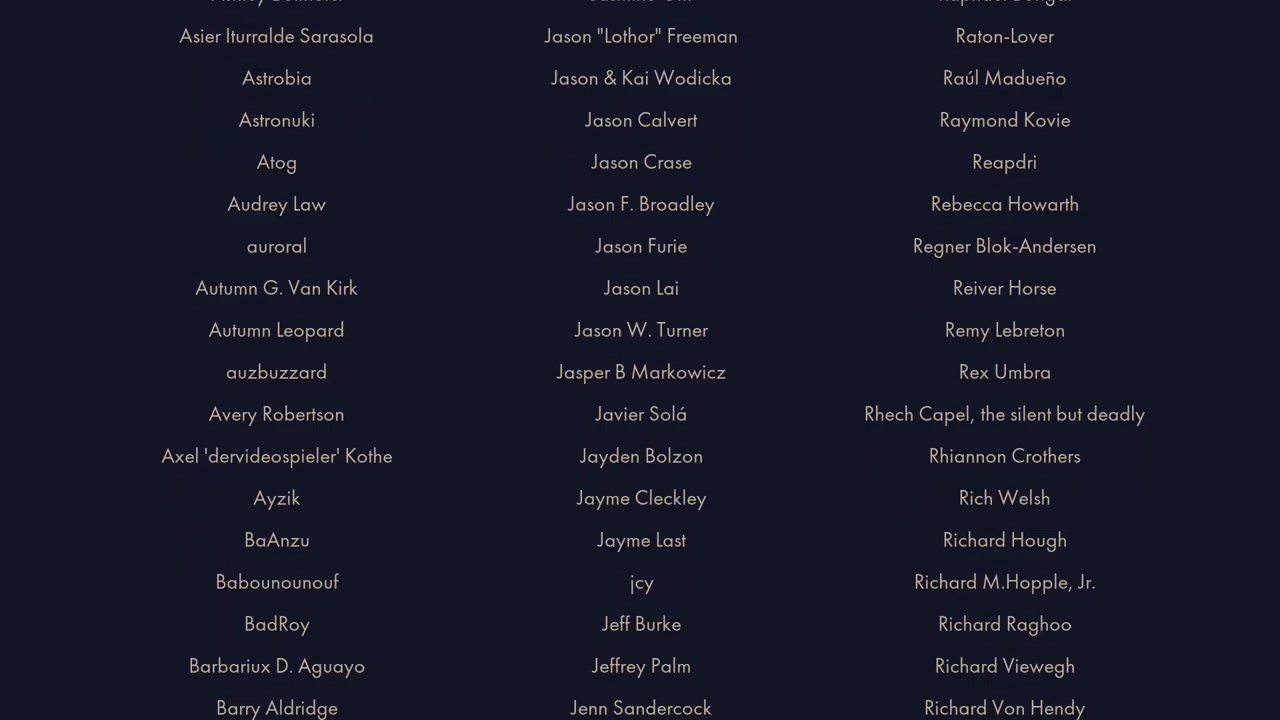 Asier Iturralde Sarasola
Astrobia
Astronuki
Atog
Audrey Law
auroral
Autumn G. Van Kirk
Autumn Leopard
auzbuzzard
Avery Robertson
Axel 'dervideospieler' Kothe
Ayzik
BaAnzu
Babounounouf
BadRoy
Barbariux D. Aguayo
Barry Aldridge
Jason "Lothor" Freeman
Jason & Kai Wodicka
Jason Calvert
Jason Crase
Jason F. Broadley
Jason Furie
Jason Lai
Jason W. Turner
Jasper B Markowicz
Javier Solá
Jayden Bolzon
Jayme Cleckley
Jayme Last
jcy
Jeff Burke
Jeffrey Palm
Jenn Sandercock
Raton-Lover
Raúl Madueño
Raymond Kovie
Reapdri
Rebecca Howarth
Regner Blok-Andersen
Reiver Horse
Remy Lebreton
Rex Umbra
Rhech Capel, the silent but deadly
Rhiannon Crothers
Rich Welsh
Richard Hough
Richard M.Hopple, Jr.
Richard Raghoo
Richard Viewegh
Richard Von Hendy